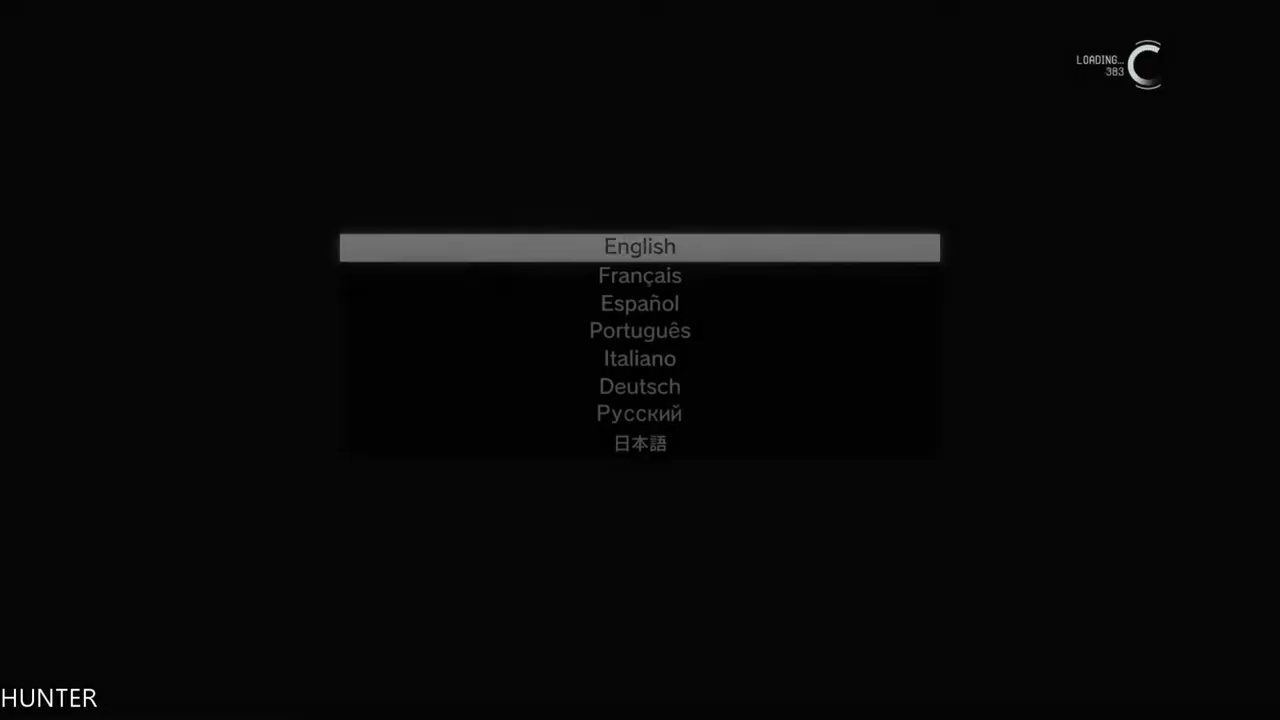 LOADING...
383
English
Français
Español
Português
Italiano
Deutsch
Русский
日本語
HUNTER